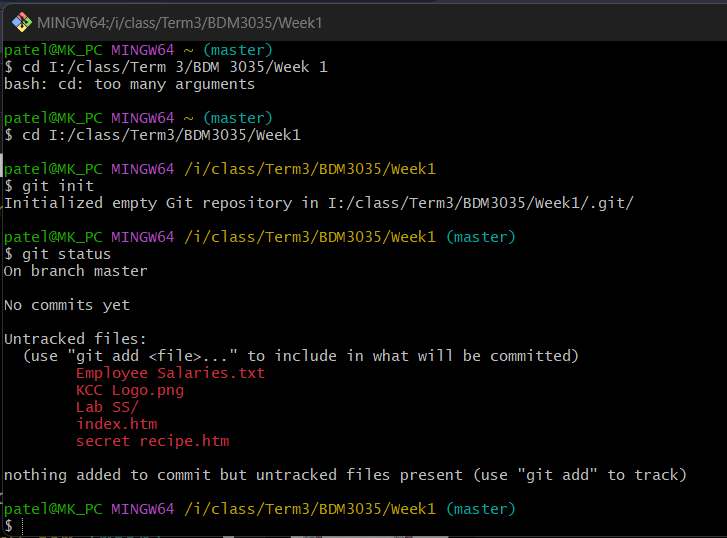 MINGW64:/i/class/Term3/BDM3035/Week1
patel@MK_PC MINGW64 ~ (master)
$ cd I:/class/Term 3/BDM 3035/Week 1
bash: cd: too many arguments
patel@MK_PC MINGW64 ~ (master)
$ cd I:/class/Term3/BDM3035/Week1
patel@MK_PC MINGW64 /i/class/Term3/BDM3035/Week1
$ git init
Initialized empty Git repository in I:/class/Term3/BDM3035/Week1/.git/
patel@MK_PC MINGW64 /i/class/Term3/BDM3035/Week1 (master)
$ git status
On branch master
No commits yet
Untracked files:
(use "git add <file>..." to include in what will be committed)
Employee Salaries.txt
KCC Logo.png
Lab SS/
index.htm
secret recipe.htm
nothing added to commit but untracked files present (use "git add" to track)
patel@MK_PC MINGW64 /i/class/Term3/BDM3035/Week1 (master)
$